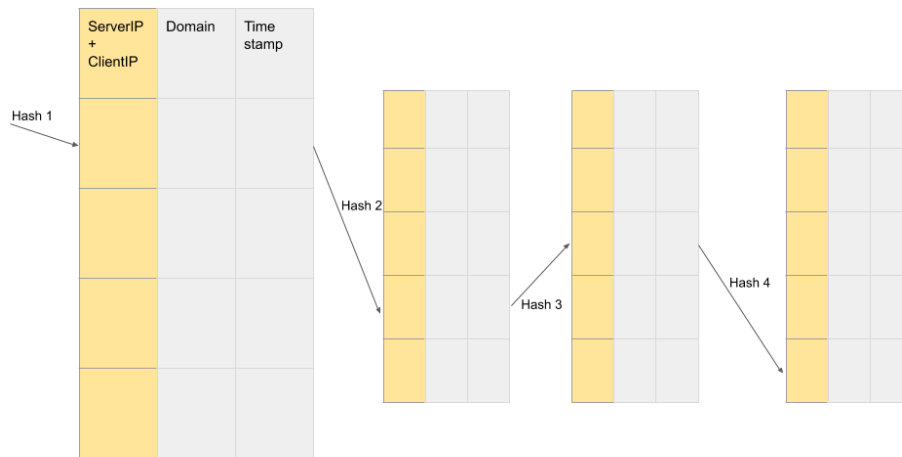 ServerIP
+
ClientIP
Domain
Time
stamp
Hash 1
Hash 2
Hash 3
Hash 4